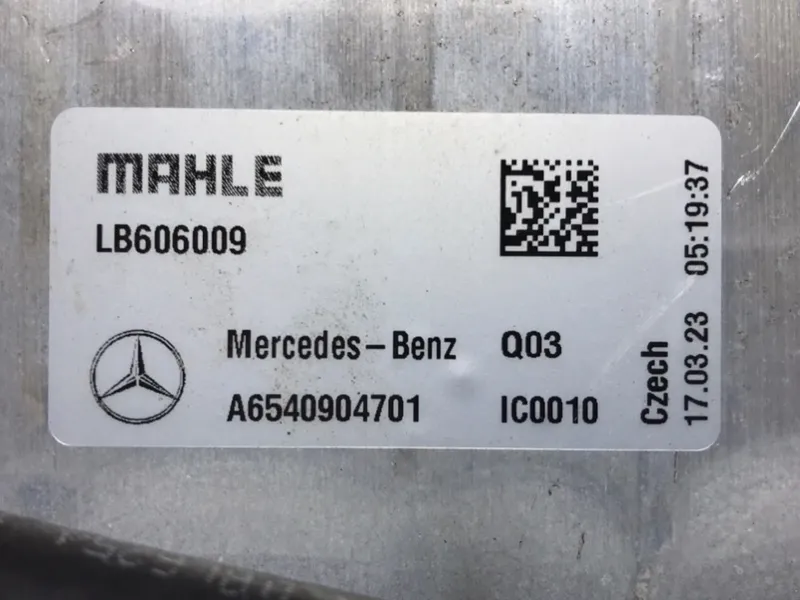 MAHLE
LB606009
Mercedes-Benz Q03
A6540904701 IC0010
Czech
17.03.23 05:19:37